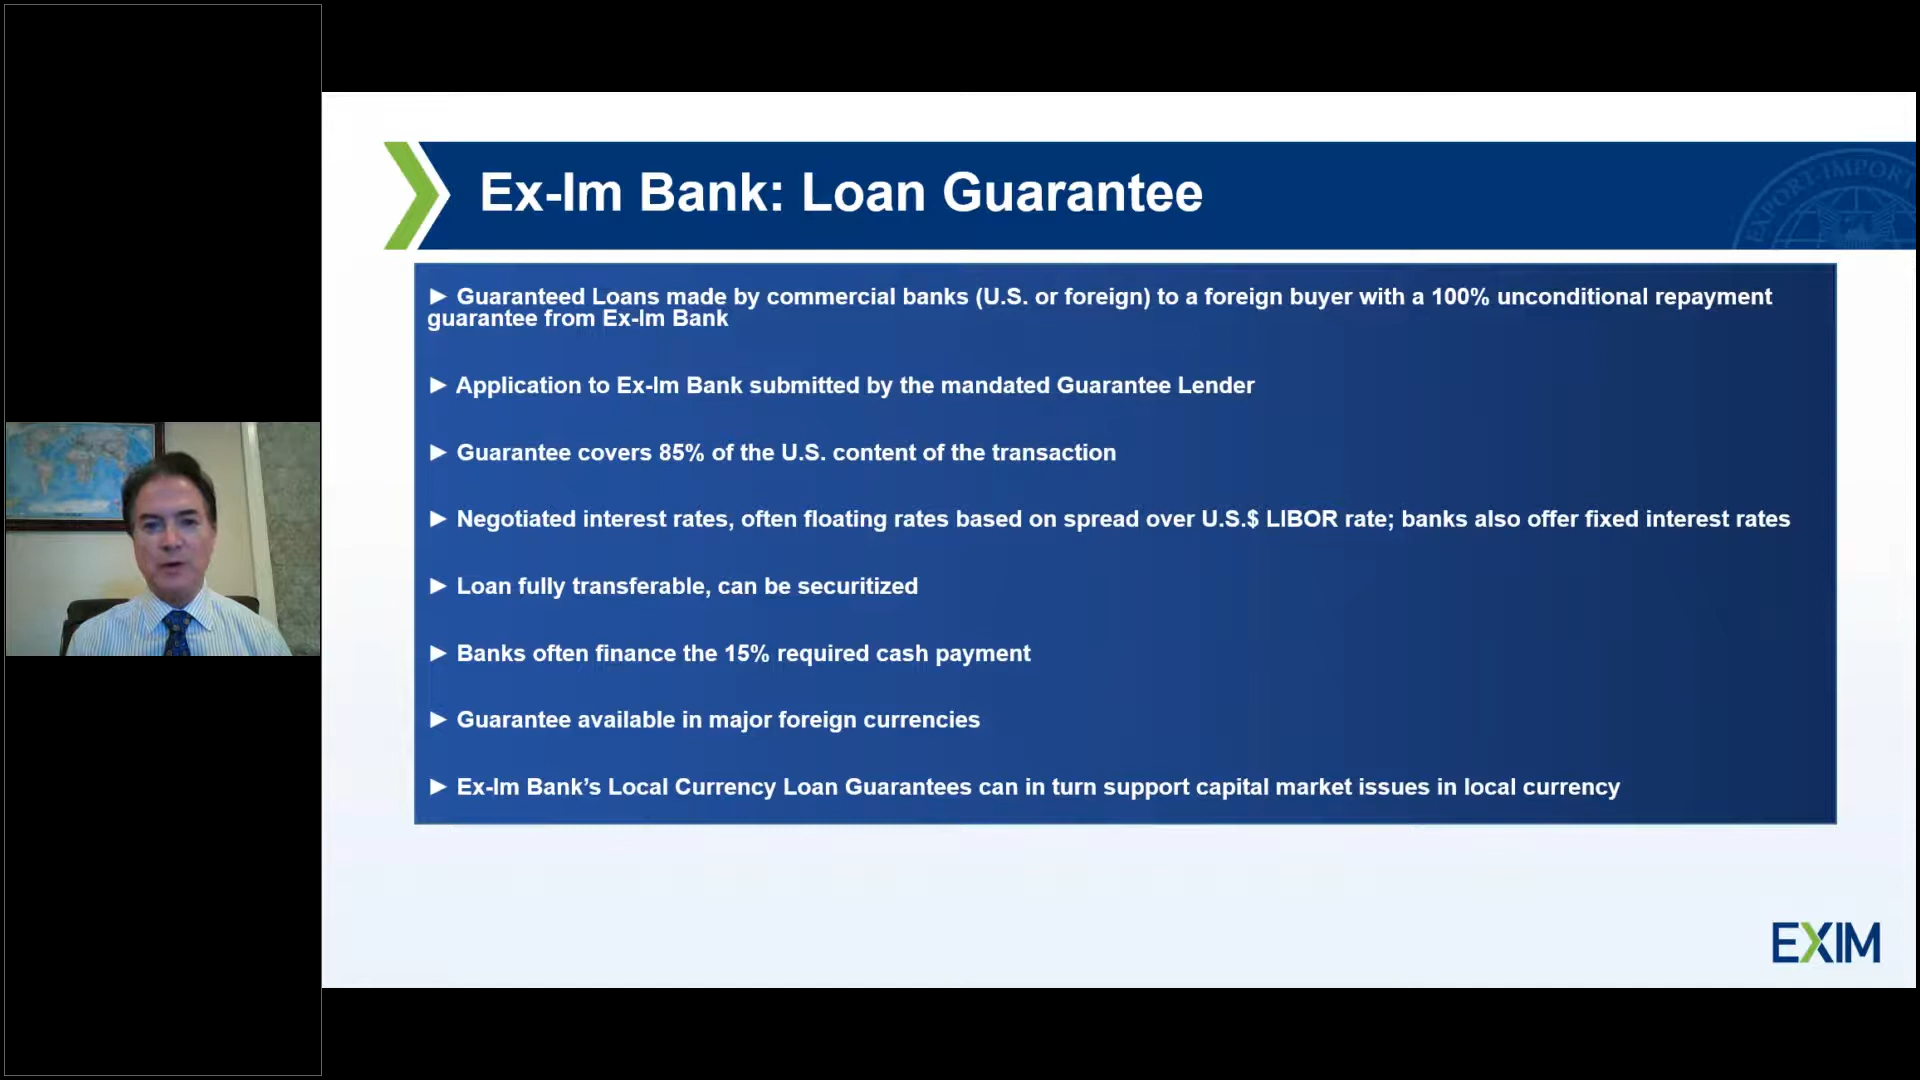 Ex-Im Bank: Loan Guarantee
EXPORT-IMPORT
► Guaranteed Loans made by commercial banks (U.S. or foreign) to a foreign buyer with a 100% unconditional repayment
guarantee from Ex-Im Bank
► Application to Ex-Im Bank submitted by the mandated Guarantee Lender
► Guarantee covers 85% of the U.S. content of the transaction
► Negotiated interest rates, often floating rates based on spread over U.S.$ LIBOR rate; banks also offer fixed interest rates
► Loan fully transferable, can be securitized
► Banks often finance the 15% required cash payment
► Guarantee available in major foreign currencies
► Ex-Im Bank’s Local Currency Loan Guarantees can in turn support capital market issues in local currency
EXIM